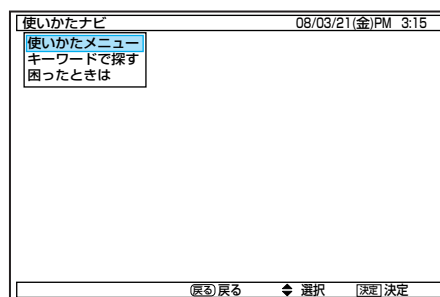 使いかたナビ 08/03/21(金)PM 3:15
使いかたメニュー
キーワードで探す
困ったときは
戻る 戻る 選択 決定 決定